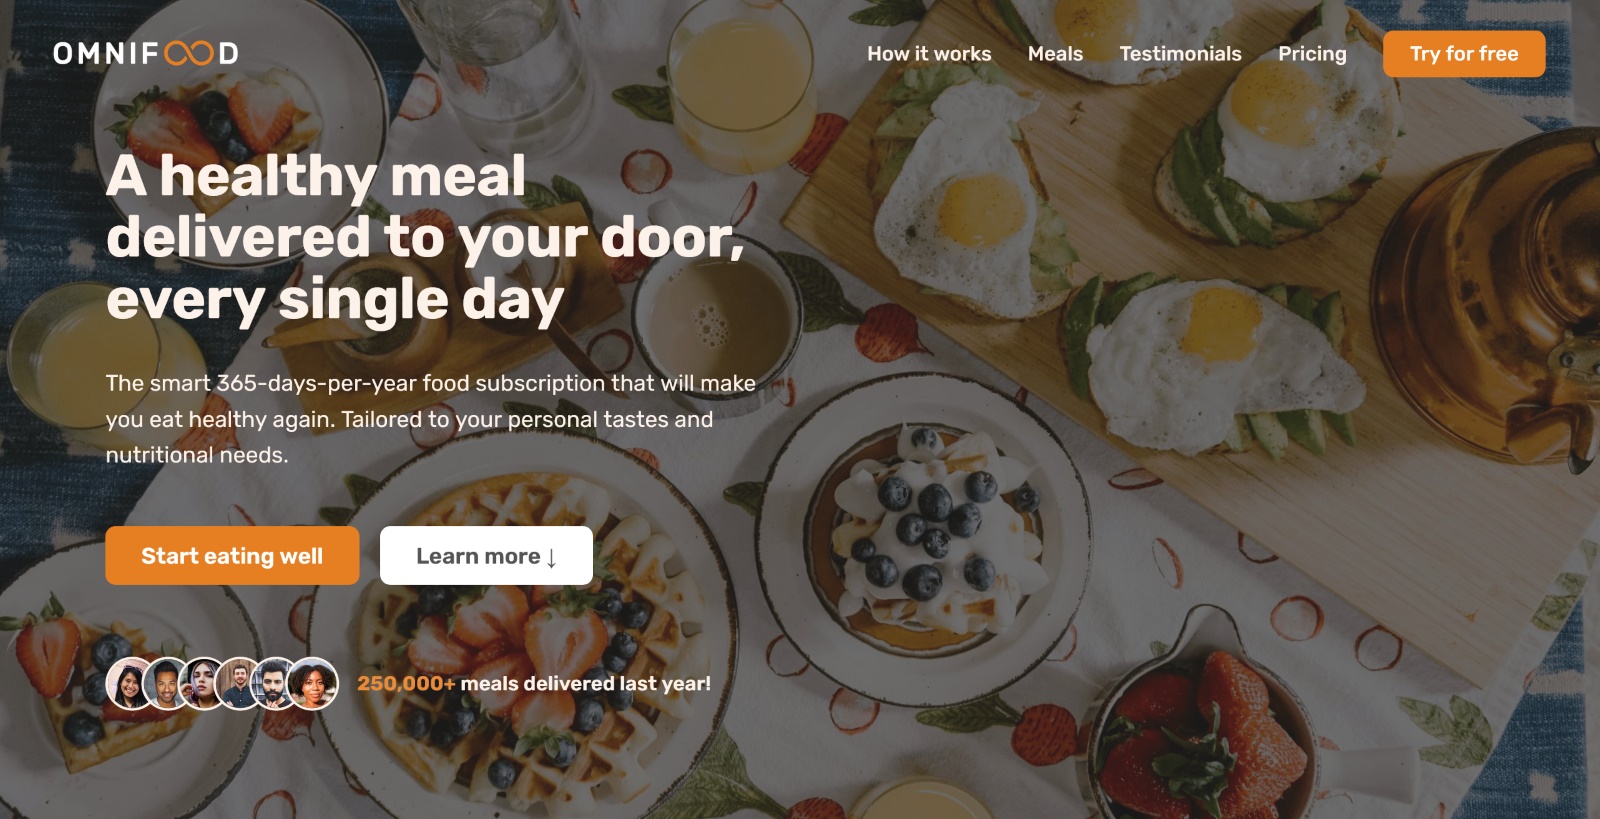 OMNIFOOD
How it works
Meals
Testimonials
Pricing
Try for free
A healthy meal
delivered to your door,
every single day
The smart 365-days-per-year food subscription that will make
you eat healthy again. Tailored to your personal tastes and
nutritional needs.
Start eating well
Learn more ↓
250,000+ meals delivered last year!